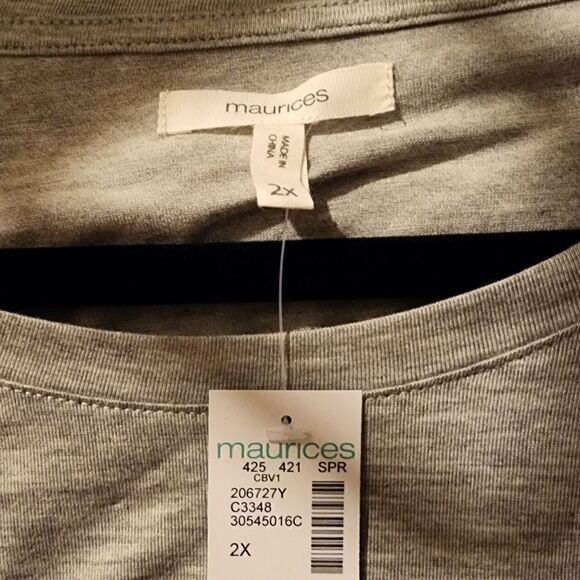 maurices
MADE IN
CHINA
2X
maurices
425 421 SPR
CBV1
206727Y
C3348
30545016C
2X